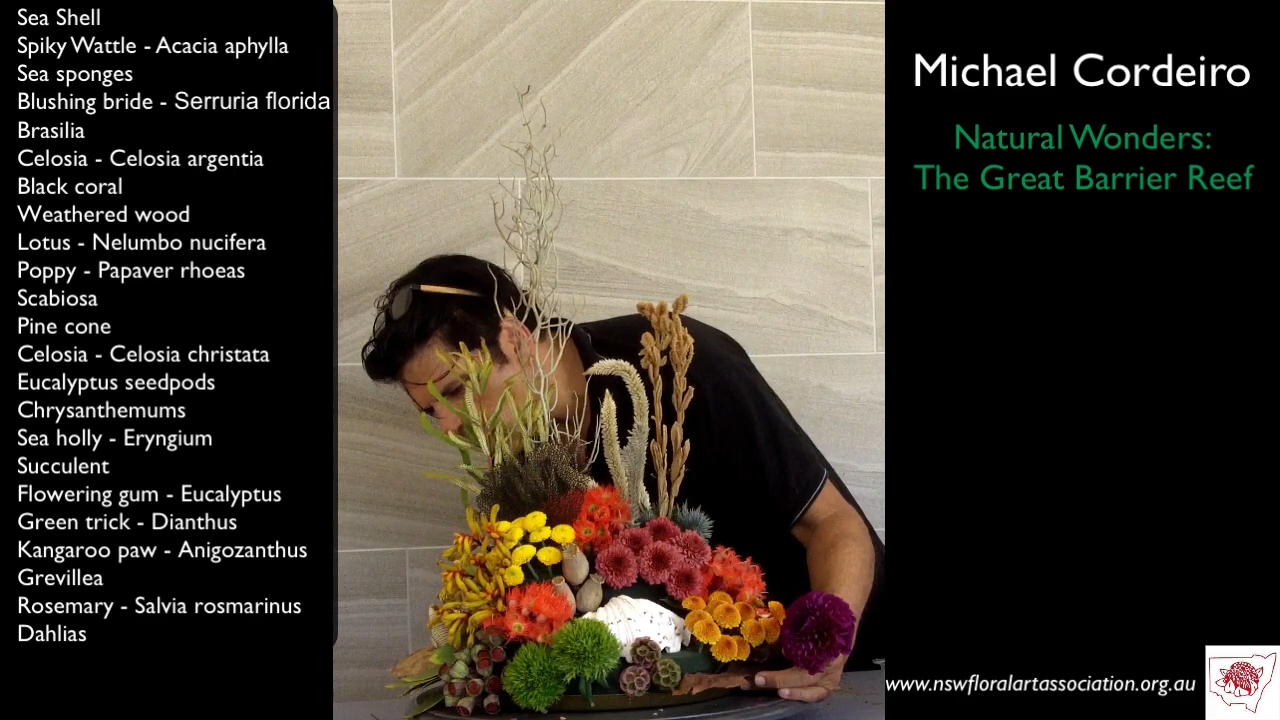 Sea Shell
Spiky Wattle - Acacia aphylla
Sea sponges
Blushing bride - Serruria florida
Brasilia
Celosia - Celosia argentia
Black coral
Weathered wood
Lotus - Nelumbo nucifera
Poppy - Papaver rhoeas
Scabiosa
Pine cone
Celosia - Celosia christata
Eucalyptus seedpods
Chrysanthemums
Sea holly - Eryngium
Succulent
Flowering gum - Eucalyptus
Green trick - Dianthus
Kangaroo paw - Anigozanthus
Grevillea
Rosemary - Salvia rosmarinus
Dahlias
Michael Cordeiro
Natural Wonders:
The Great Barrier Reef
www.nswfloralartassociation.org.au